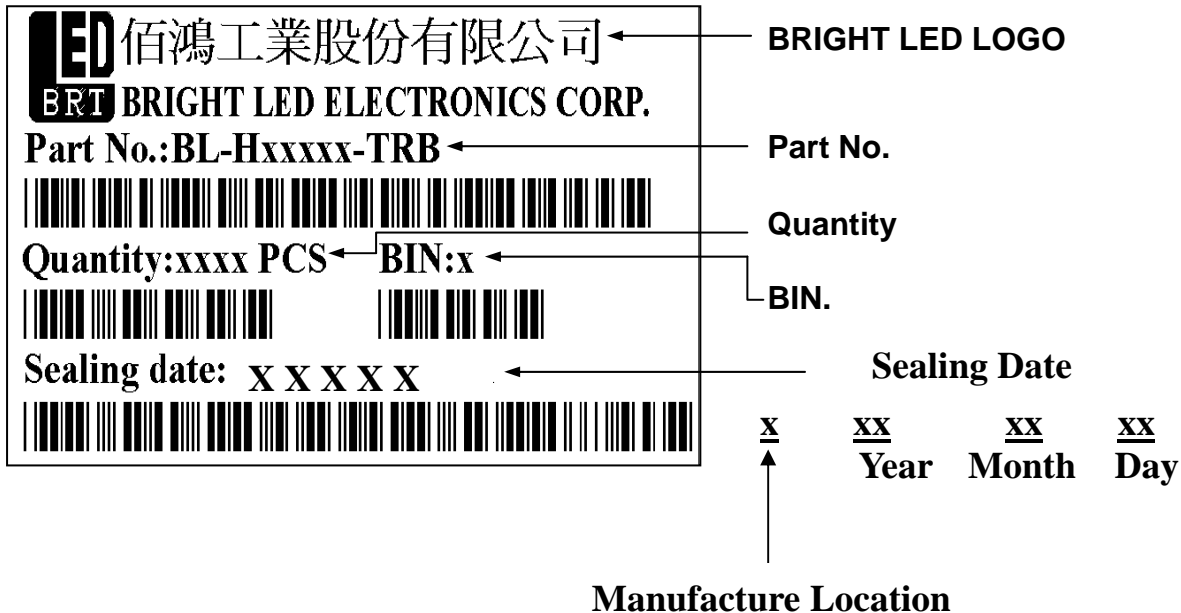 LED 佰鴻工業股份有限公司
BRT BRIGHT LED ELECTRONICS CORP.
Part No.:BL-Hxxxxx-TRB
Quantity:xxxx PCS BIN:x
Sealing date: X X X X X
BRIGHT LED LOGO
Part No.
Quantity
BIN.
Sealing Date
x xx xx xx
Year Month Day
Manufacture Location